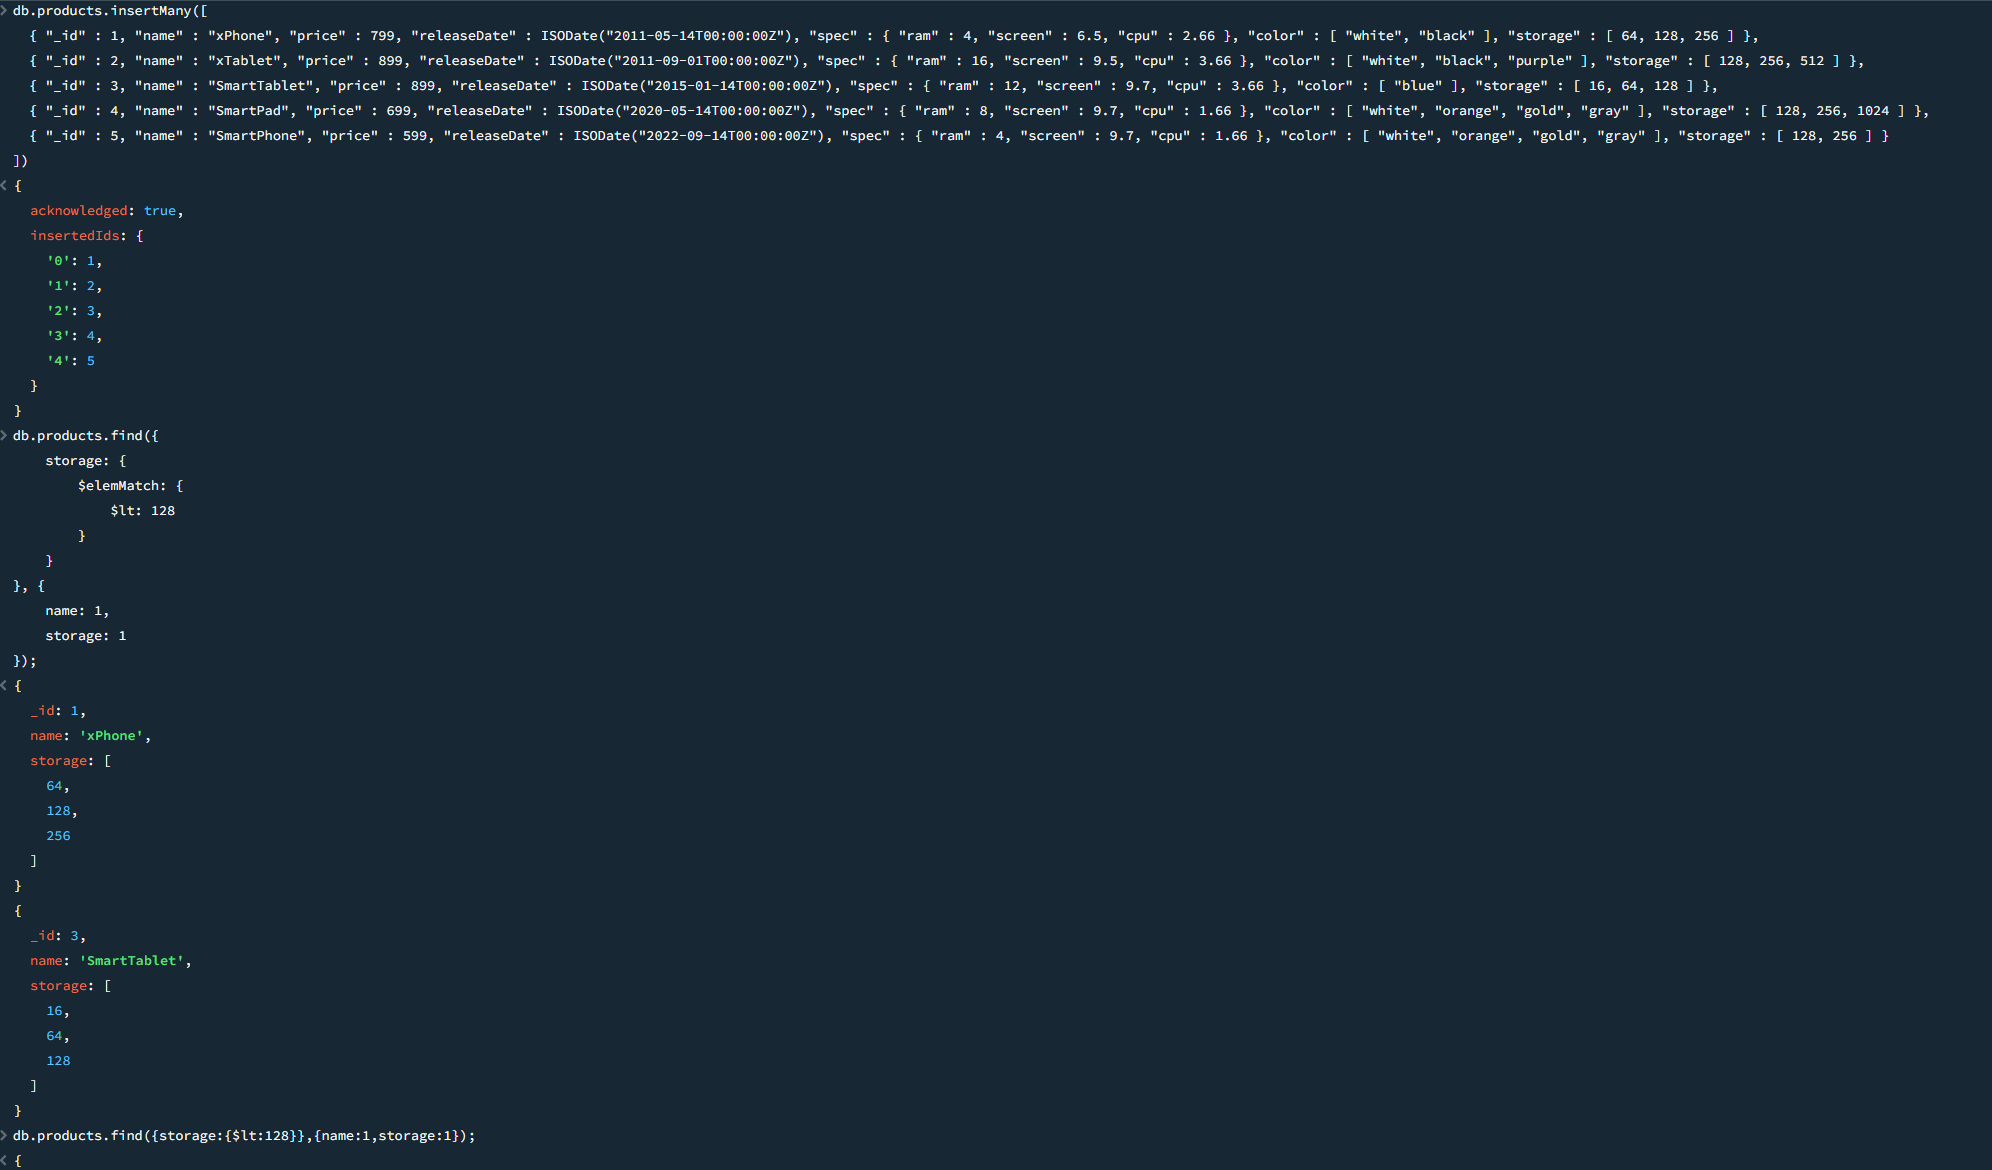 > db.products.insertMany([
{ "_id" : 1, "name" : "xPhone", "price" : 799, "releaseDate" : ISODate("2011-05-14T00:00:00Z"), "spec" : { "ram" : 4, "screen" : 6.5, "cpu" : 2.66 }, "color" : [ "white", "black" ], "storage" : [ 64, 128, 256 ] },
{ "_id" : 2, "name" : "xTablet", "price" : 899, "releaseDate" : ISODate("2011-09-01T00:00:00Z"), "spec" : { "ram" : 16, "screen" : 9.5, "cpu" : 3.66 }, "color" : [ "white", "black", "purple" ], "storage" : [ 128, 256, 512 ] },
{ "_id" : 3, "name" : "SmartTablet", "price" : 899, "releaseDate" : ISODate("2015-01-14T00:00:00Z"), "spec" : { "ram" : 12, "screen" : 9.7, "cpu" : 3.66 }, "color" : [ "blue" ], "storage" : [ 16, 64, 128 ] },
{ "_id" : 4, "name" : "SmartPad", "price" : 699, "releaseDate" : ISODate("2020-05-14T00:00:00Z"), "spec" : { "ram" : 8, "screen" : 9.7, "cpu" : 1.66 }, "color" : [ "white", "orange", "gold", "gray" ], "storage" : [ 128, 256, 1024 ] },
{ "_id" : 5, "name" : "SmartPhone", "price" : 599, "releaseDate" : ISODate("2022-09-14T00:00:00Z"), "spec" : { "ram" : 4, "screen" : 9.7, "cpu" : 1.66 }, "color" : [ "white", "orange", "gold", "gray" ], "storage" : [ 128, 256 ] }
])
< {
acknowledged: true,
insertedIds: {
'0': 1,
'1': 2,
'2': 3,
'3': 4,
'4': 5
}
}
> db.products.find({
storage: {
$elemMatch: {
$lt: 128
}
}
}, {
name: 1,
storage: 1
});
< {
_id: 1,
name: 'xPhone',
storage: [
64,
128,
256
]
}
{
_id: 3,
name: 'SmartTablet',
storage: [
16,
64,
128
]
}
> db.products.find({storage:{$lt:128}},{name:1,storage:1});
< {